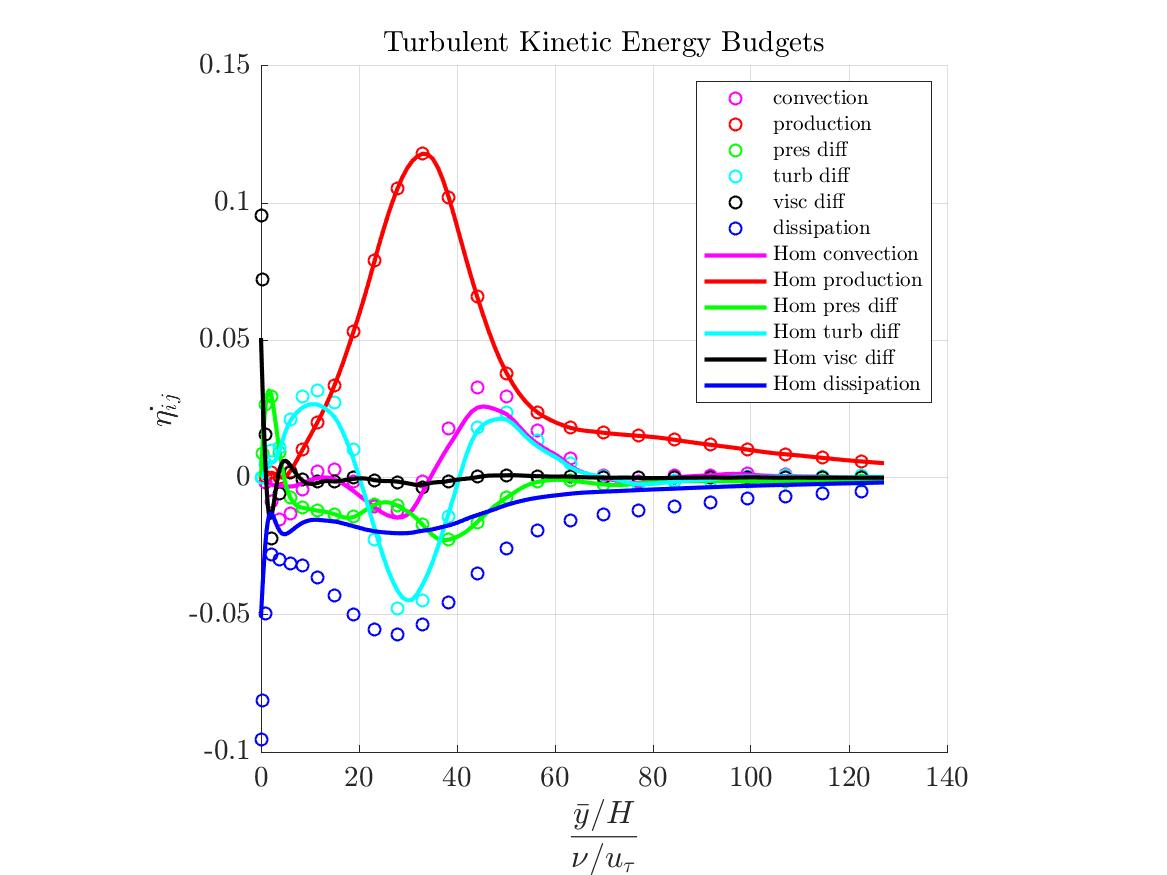 Turbulent Kinetic Energy Budgets
0.15
0.1
0.05
0
-0.05
-0.1
η̇ij
convection
production
pres diff
turb diff
visc diff
dissipation
Hom convection
Hom production
Hom pres diff
Hom turb diff
Hom visc diff
Hom dissipation
0 20 40 60 80 100 120 140
ȳ/H
ν/uτ